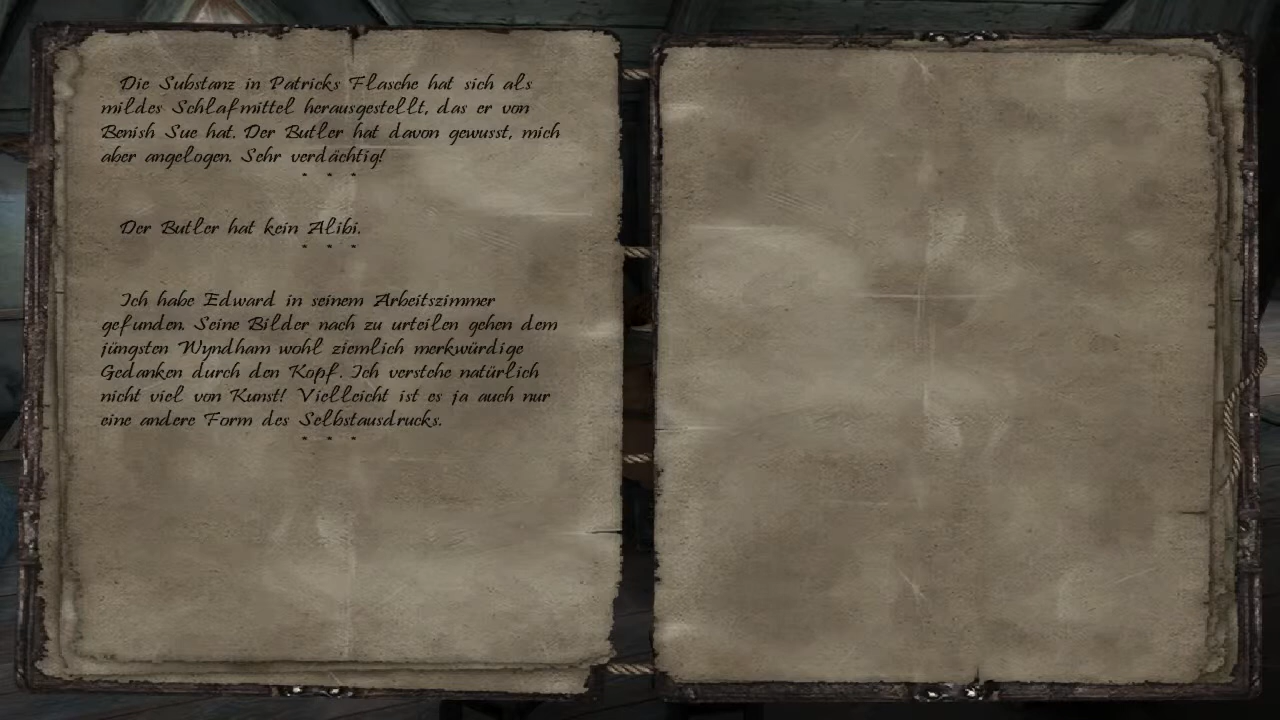 Die Substanz in Patricks Flasche hat sich als
mildes Schlafmittel herausgestellt, das er von
Benish Sue hat. Der Butler hat davon gewusst, mich
aber angelogen. Sehr verdächtig!
* * *
Der Butler hat kein Alibi.
* * *
Ich habe Edward in seinem Arbeitszimmer
gefunden. Seine Bilder nach zu urteilen gehen dem
jüngsten Wyndham wohl ziemlich merkwürdige
Gedanken durch den Kopf. Ich verstehe natürlich
nicht viel von Kunst! Vielleicht ist es ja auch nur
eine andere Form des Selbstausdrucks.
* * *